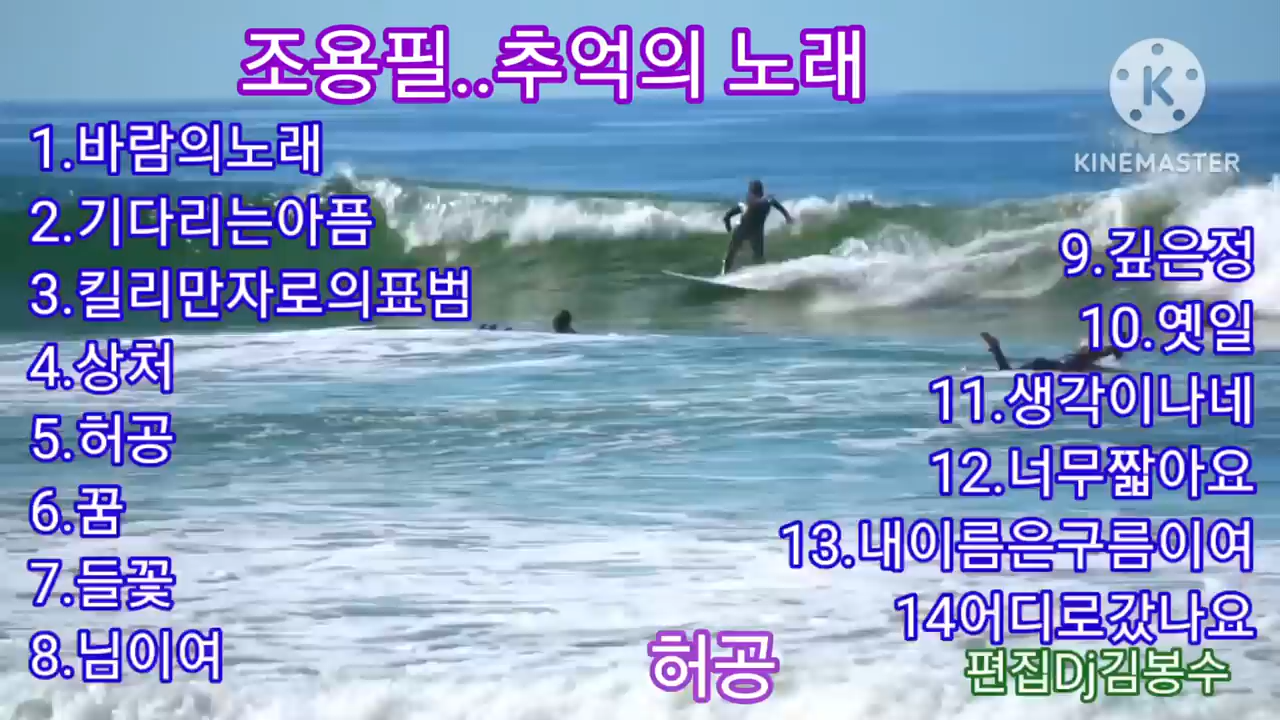 조용필..추억의 노래
KINEMASTER
1.바람의노래
2.기다리는아픔
3.킬리만자로의표범
4.상처
5.허공
6.꿈
7.들꽃
8.님이여
9.깊은정
10.옛일
11.생각이나네
12.너무짧아요
13.내이름은구름이여
14어디로갔나요
허공
편집Dj김봉수